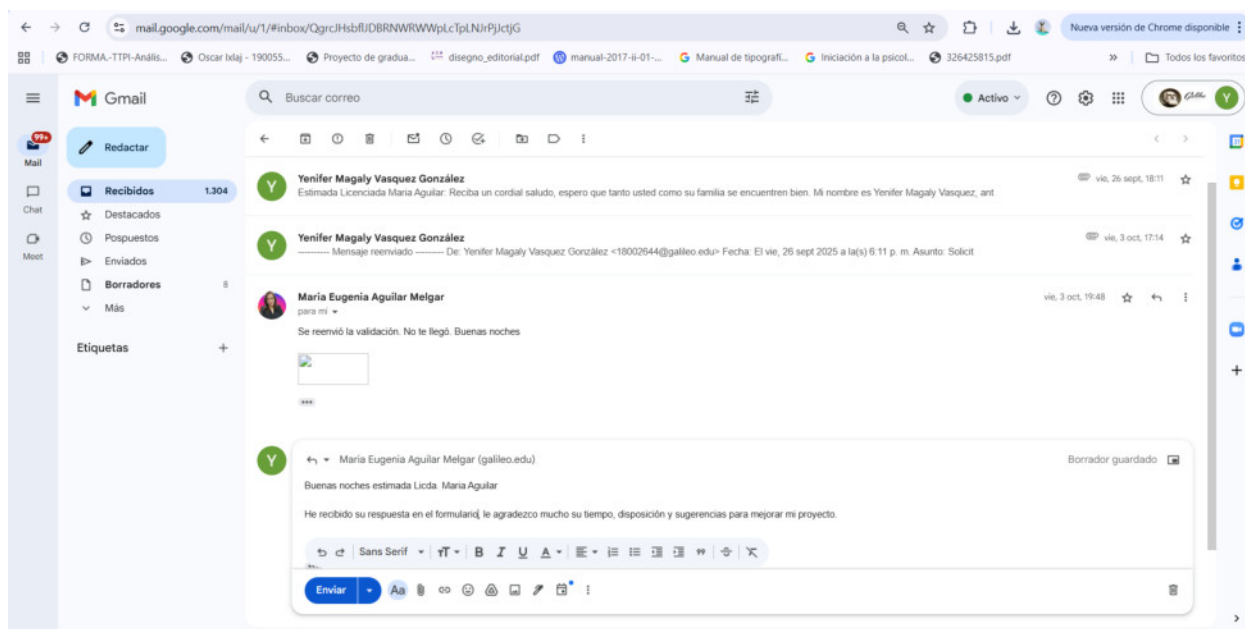 mail.google.com/mail/u/1/#inbox/QgrcJHsbflJDBRNWRWWpLcTpLNJrPjJctjG
Nueva versión de Chrome disponible
FORMA.-TTPI-Anális... Oscar Ixlaj - 190055... Proyecto de gradua... disegno_editorial.pdf manual-2017-ii-01-... Manual de tipografí... Iniciación a la psicol... 326425815.pdf » Todos los favoritos
Gmail
Buscar correo
Activo
Galileo
Y
99+
Mail
Chat
Meet
Redactar
Recibidos 1.304
Destacados
Pospuestos
Enviados
Borradores 8
Más
Etiquetas +
Y
Yenifer Magaly Vasquez González
vie, 26 sept, 18:11
Estimada Licenciada Maria Aguilar: Reciba un cordial saludo, espero que tanto usted como su familia se encuentren bien. Mi nombre es Yenifer Magaly Vasquez, ant
Y
Yenifer Magaly Vasquez González
vie, 3 oct, 17:14
---------- Mensaje reenviado --------- De: Yenifer Magaly Vasquez González <18002644@galileo.edu> Fecha: El vie, 26 sept 2025 a la(s) 6:11 p. m. Asunto: Solicit
Maria Eugenia Aguilar Melgar
vie, 3 oct, 19:48
para mí
Se reenvió la validación. No te llegó. Buenas noches
Y
Maria Eugenia Aguilar Melgar (galileo.edu)
Borrador guardado
Buenas noches estimada Licda. Maria Aguilar
He recibido su respuesta en el formulario, le agradezco mucho su tiempo, disposición y sugerencias para mejorar mi proyecto.
Sans Serif
B I U A
Enviar
Aa